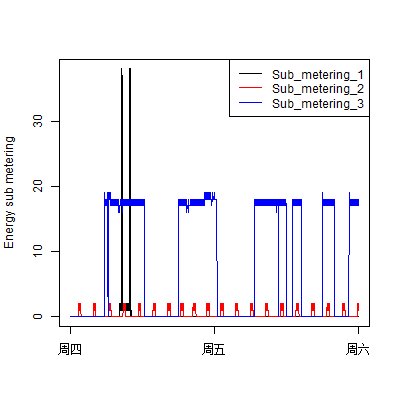 Sub_metering_1
Sub_metering_2
Sub_metering_3
Energy sub metering
30
20
10
0
周四 周五 周六